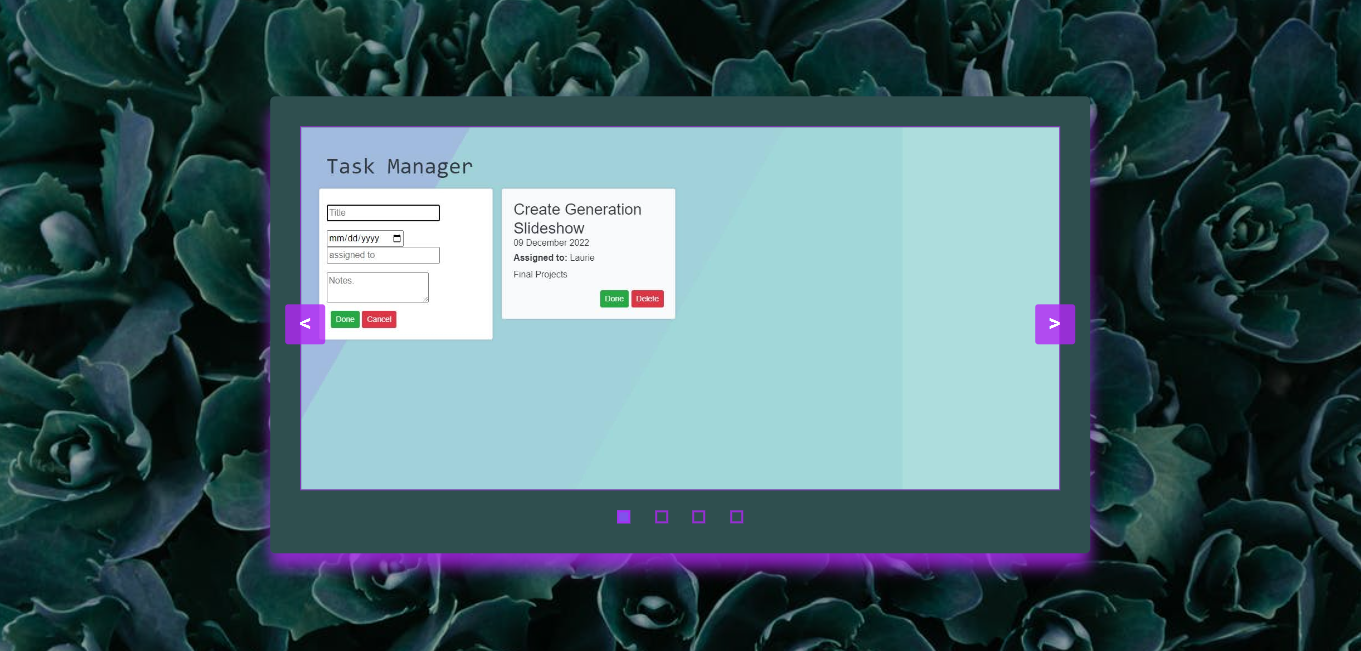 Task Manager
Title
mm/dd/yyyy
assigned to
Notes.
Done Cancel
Create Generation
Slideshow
09 December 2022
Assigned to: Laurie
Final Projects
Done Delete
< >